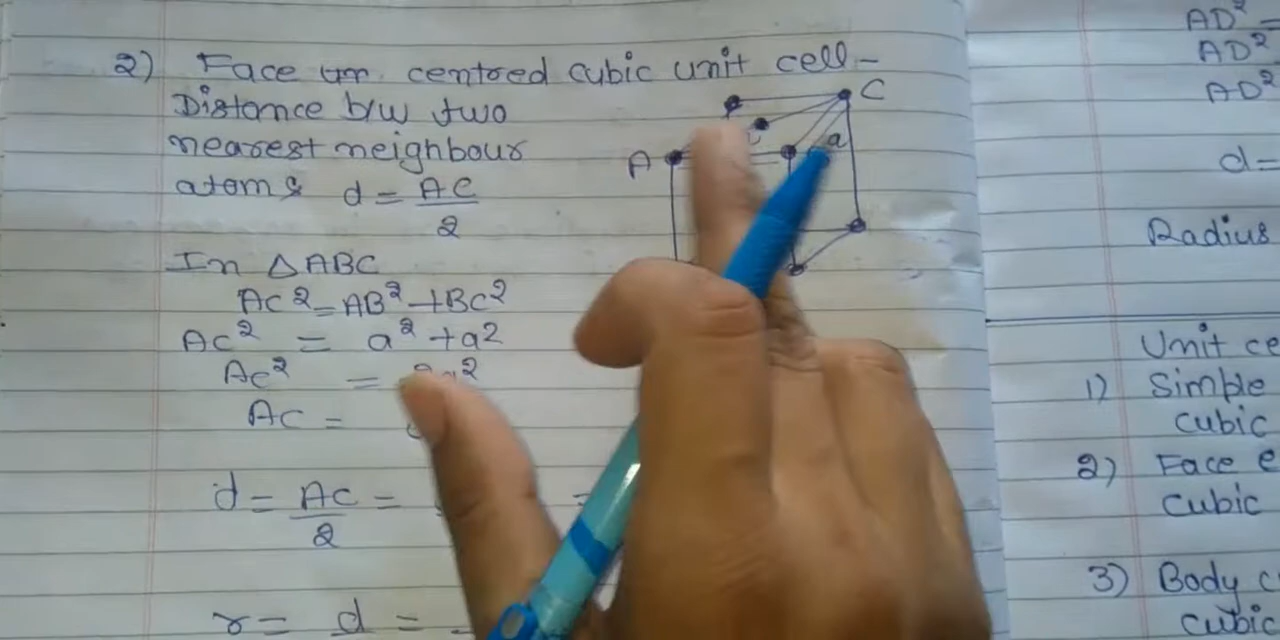 2) Face centred cubic unit cell-
Distance b/w two
nearest neighbour
atoms d = AC/2
In △ABC
AC² = AB² + BC²
AC² = a² + a²
AC² = 2
AC =
d = AC/2 =
r = d =
A
C
a
AD² =
AD²
AD²
d =
Radius
Unit ce
1) Simple
cubic
2) Face e
cubic
3) Body c
cubic